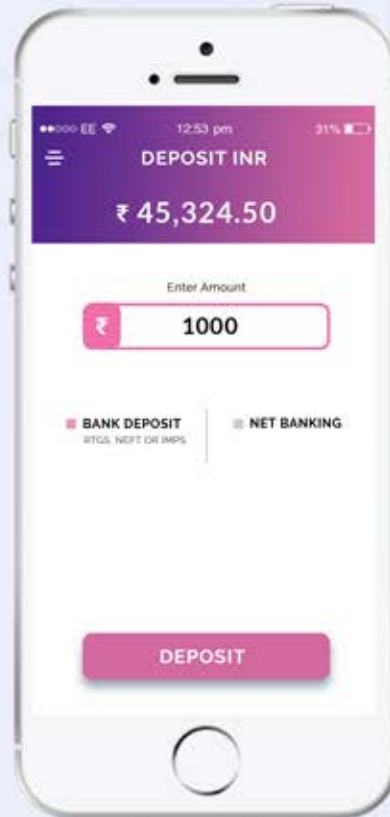 EE 12:53 pm 31%
DEPOSIT INR
₹ 45,324.50
Enter Amount
₹ 1000
BANK DEPOSIT
RTGS, NEFT OR IMPS
NET BANKING
DEPOSIT